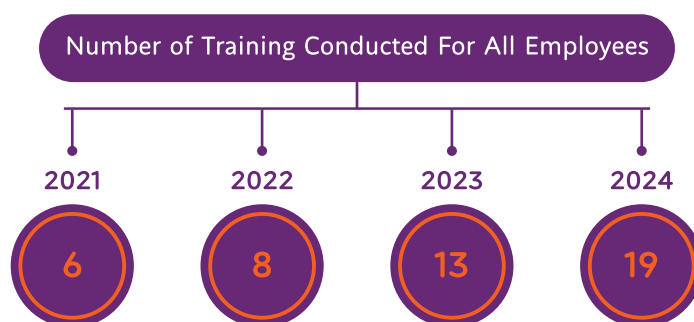 Number of Training Conducted For All Employees
2021 2022 2023 2024
6 8 13 19